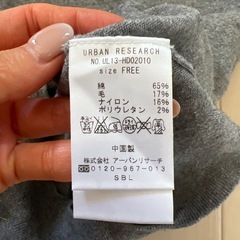 URBAN RESEARCH
NO.UL13-HD02010
size FREE
綿 65%
毛 17%
ナイロン 16%
ポリウレタン 2%
中国製
株式会社 アーバンリサーチ
0120-967-013
SBL